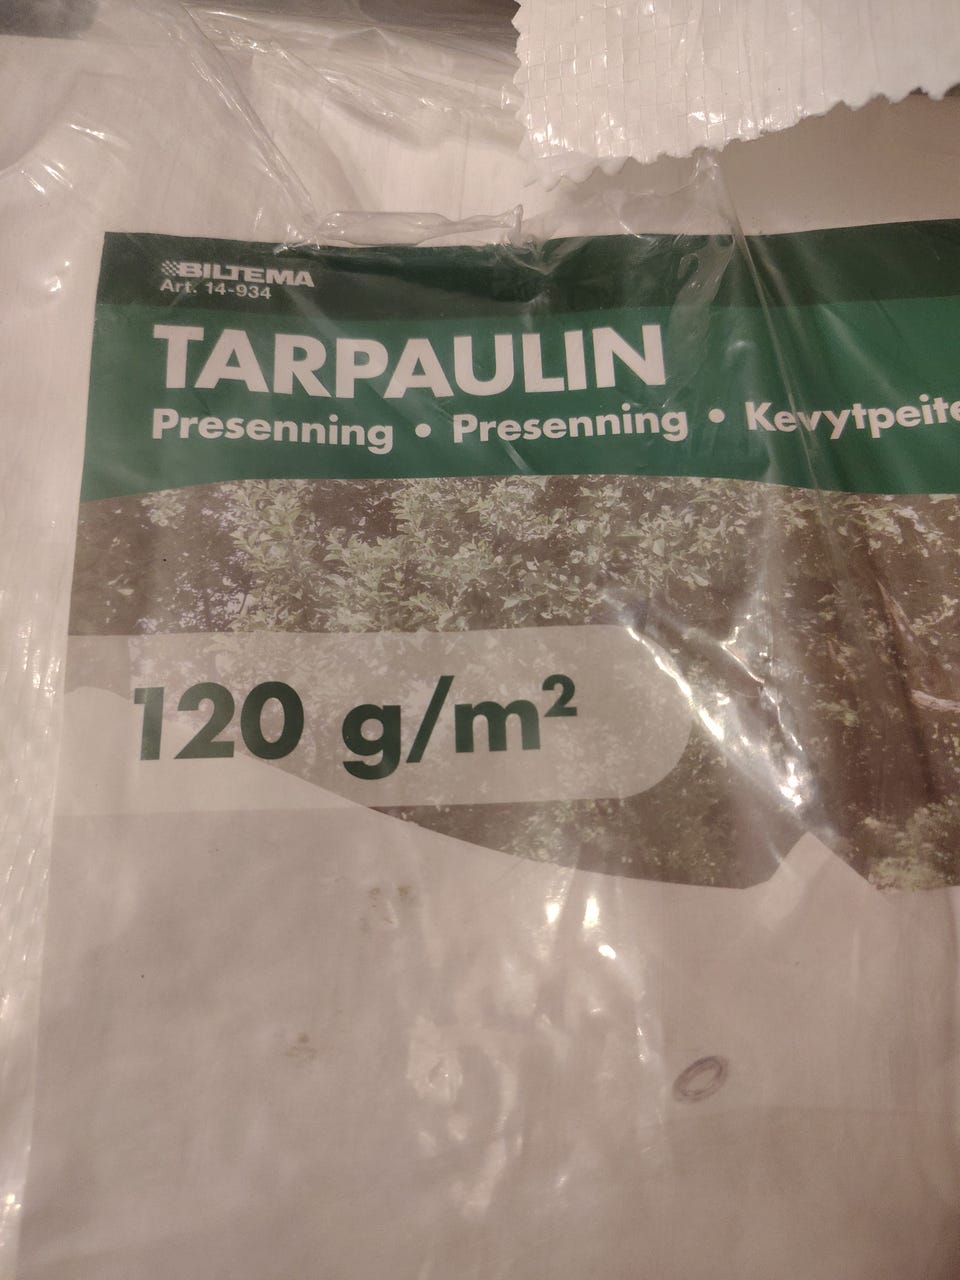 BILTEMA
Art. 14-934
TARPAULIN
Presenning • Presenning • Kevytpeite
120 g/m²